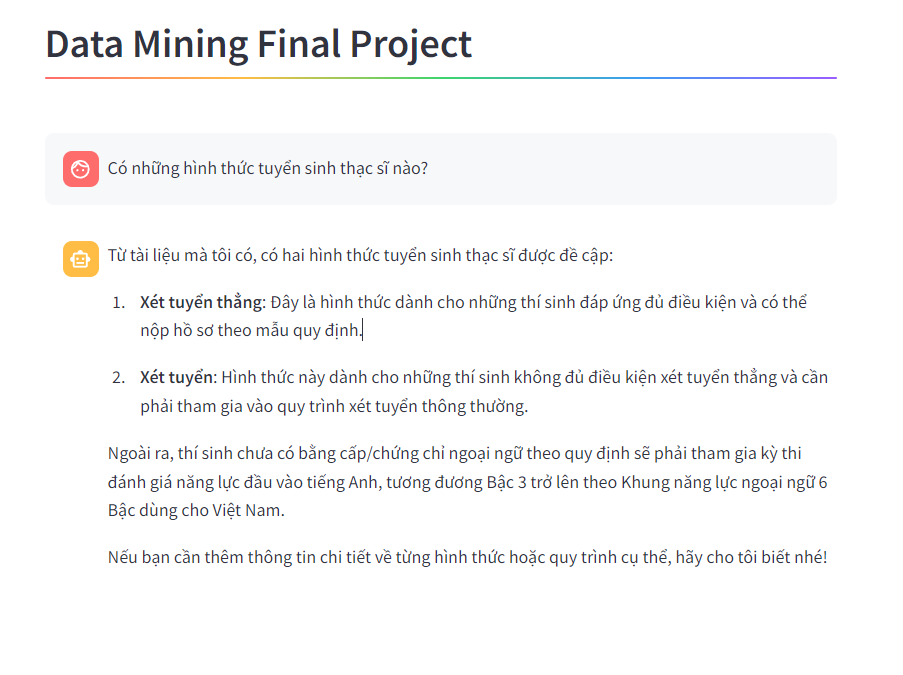 Data Mining Final Project
Có những hình thức tuyển sinh thạc sĩ nào?
Từ tài liệu mà tôi có, có hai hình thức tuyển sinh thạc sĩ được đề cập:
1. Xét tuyển thẳng: Đây là hình thức dành cho những thí sinh đáp ứng đủ điều kiện và có thể
nộp hồ sơ theo mẫu quy định.
2. Xét tuyển: Hình thức này dành cho những thí sinh không đủ điều kiện xét tuyển thẳng và cần
phải tham gia vào quy trình xét tuyển thông thường.
Ngoài ra, thí sinh chưa có bằng cấp/chứng chỉ ngoại ngữ theo quy định sẽ phải tham gia kỳ thi
đánh giá năng lực đầu vào tiếng Anh, tương đương Bậc 3 trở lên theo Khung năng lực ngoại ngữ 6
Bậc dùng cho Việt Nam.
Nếu bạn cần thêm thông tin chi tiết về từng hình thức hoặc quy trình cụ thể, hãy cho tôi biết nhé!